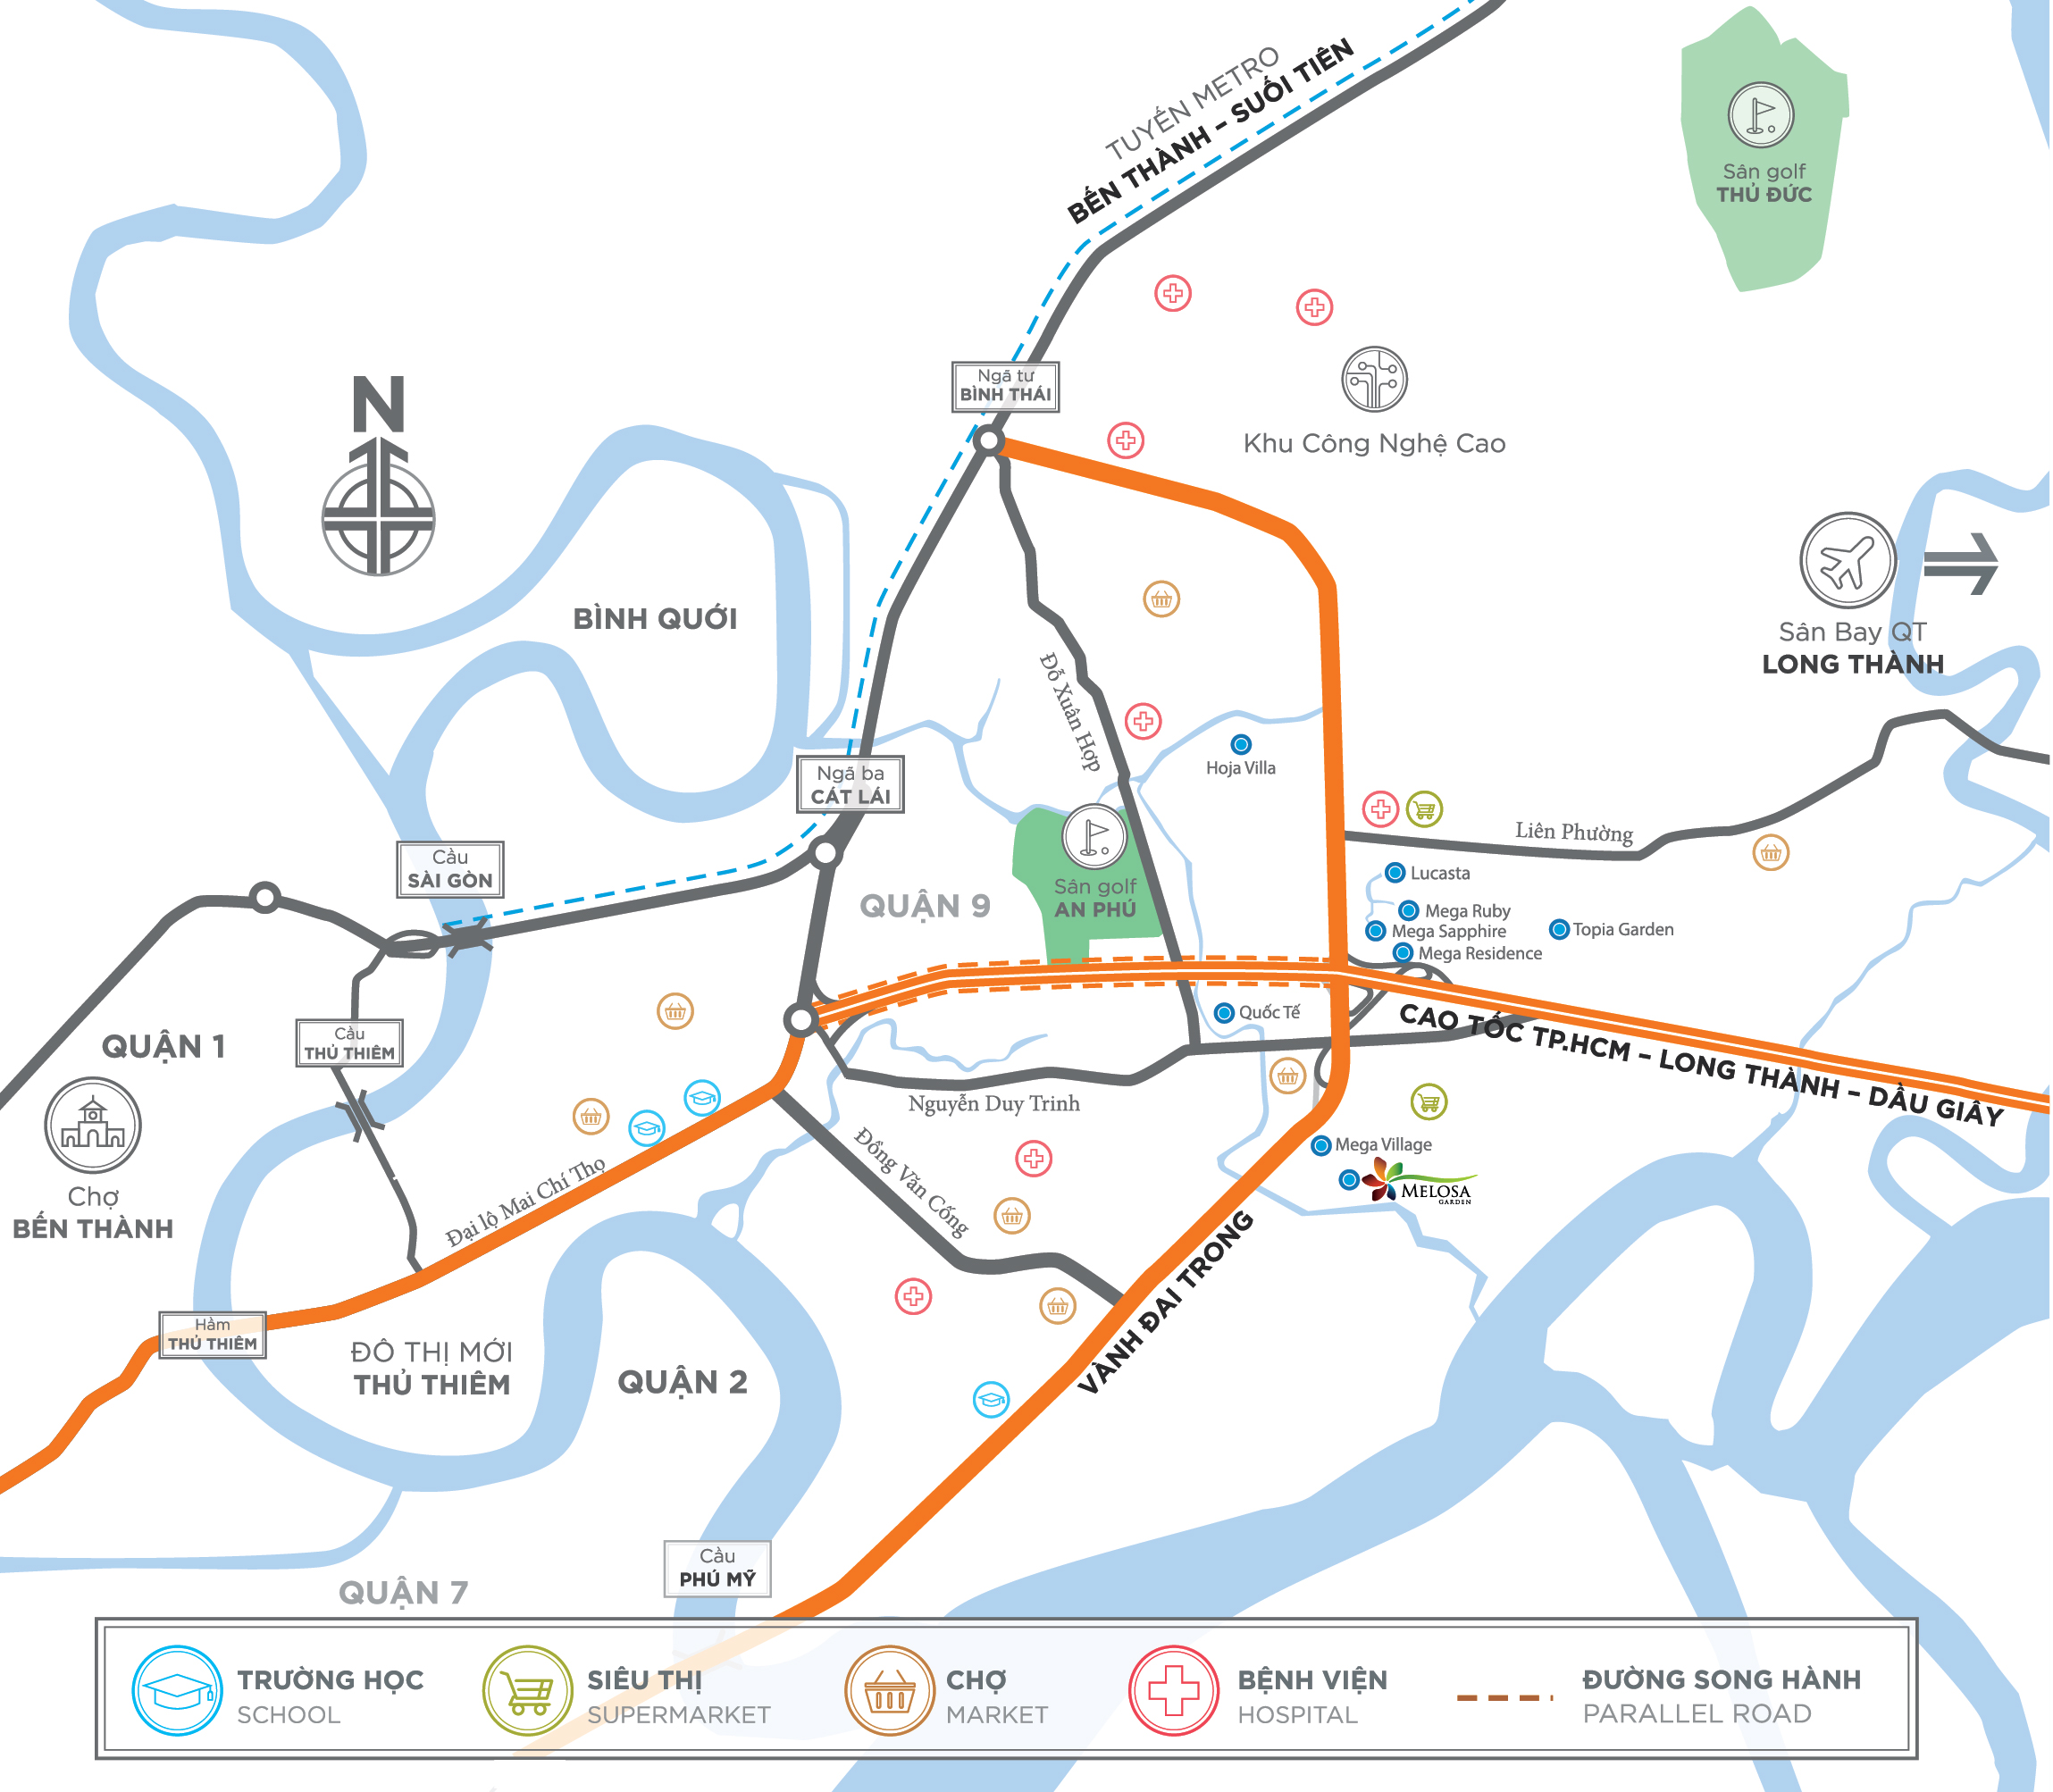 TUYẾN METRO
BẾN THÀNH – SUỐI TIÊN
Sân golf
THỦ ĐỨC
N
Ngã tư
BÌNH THÁI
Khu Công Nghệ Cao
BÌNH QUỚI
Sân Bay QT
LONG THÀNH
Đỗ Xuân Hợp
Hoja Villa
Ngã ba
CÁT LÁI
Liên Phường
Cầu
SÀI GÒN
Sân golf
AN PHÚ
QUẬN 9
Lucasta
Mega Ruby
Mega Sapphire
Topia Garden
Mega Residence
Quốc Tế
CAO TỐC TP.HCM – LONG THÀNH – DẦU GIÂY
QUẬN 1
Cầu
THỦ THIÊM
Nguyễn Duy Trinh
Chợ
BẾN THÀNH
Đại lộ Mai Chí Thọ
Đồng Văn Cống
Mega Village
MELOSA
GARDEN
VÀNH ĐAI TRONG
Hầm
THỦ THIÊM
ĐÔ THỊ MỚI
THỦ THIÊM
QUẬN 2
Cầu
PHÚ MỸ
QUẬN 7
TRƯỜNG HỌC
SCHOOL
SIÊU THỊ
SUPERMARKET
CHỢ
MARKET
BỆNH VIỆN
HOSPITAL
ĐƯỜNG SONG HÀNH
PARALLEL ROAD